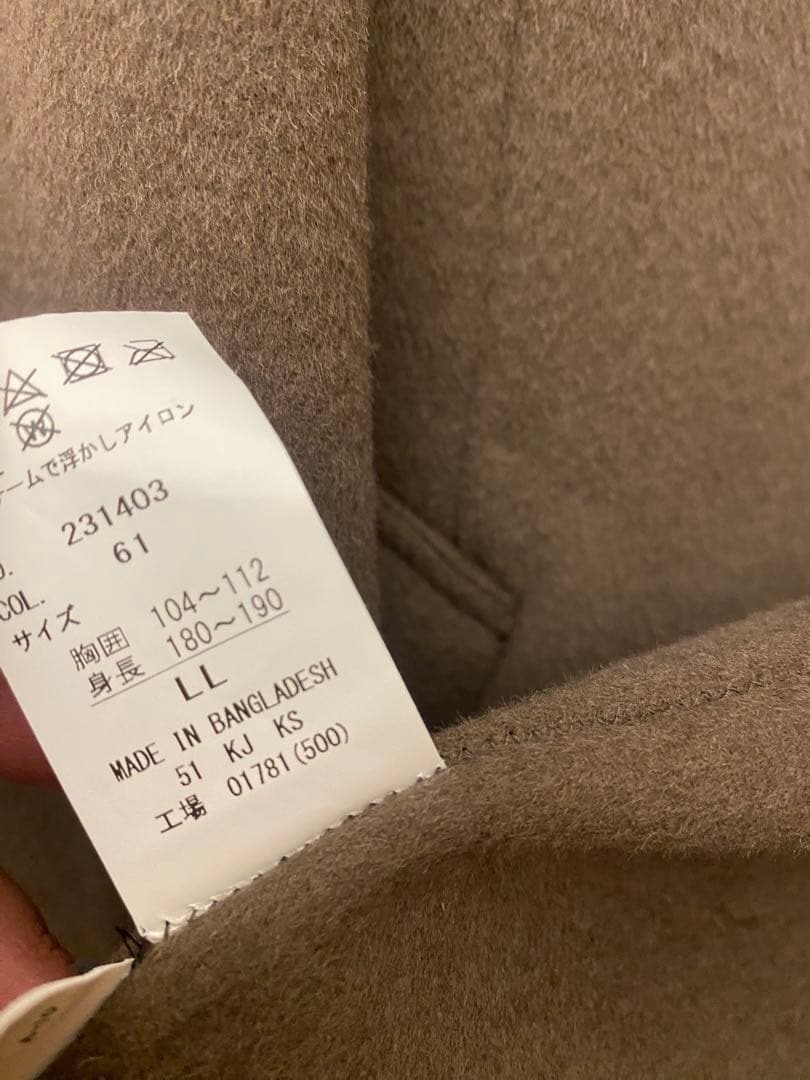 W
ームで浮かしアイロン
231403
COL. 61
サイズ
胸囲 104～112
身長 180～190
LL
MADE IN BANGLADESH
51 KJ KS
工場 01781(500)